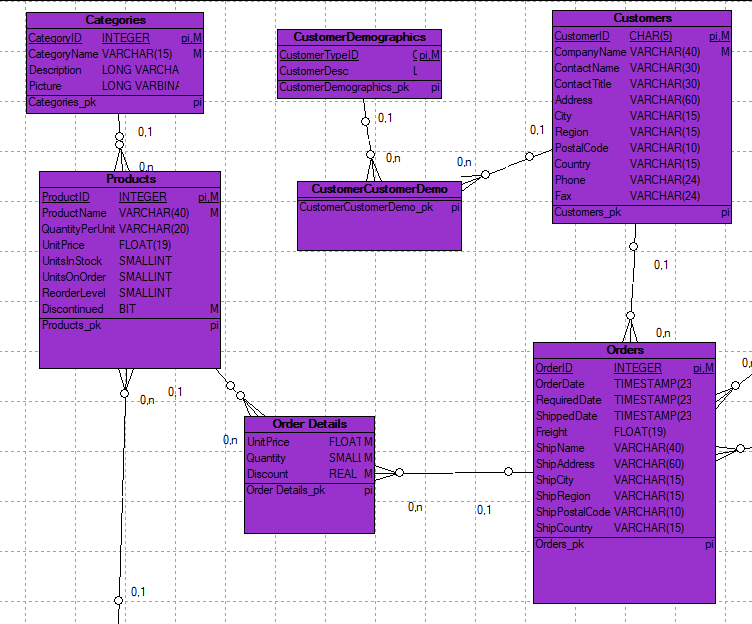 Categories
CategoryID INTEGER pi,M
CategoryName VARCHAR(15) M
Description LONG VARCHA
Picture LONG VARBINA
Categories_pk pi
CustomerDemographics
CustomerTypeID C pi,M
CustomerDesc L
CustomerDemographics_pk pi
Customers
CustomerID CHAR(5) pi,M
CompanyName VARCHAR(40) M
ContactName VARCHAR(30)
ContactTitle VARCHAR(30)
Address VARCHAR(60)
City VARCHAR(15)
Region VARCHAR(15)
PostalCode VARCHAR(10)
Country VARCHAR(15)
Phone VARCHAR(24)
Fax VARCHAR(24)
Customers_pk pi
0,1
0,n
0,1
0,n
0,1
0,n
Products
ProductID INTEGER pi,M
ProductName VARCHAR(40) M
QuantityPerUnit VARCHAR(20)
UnitPrice FLOAT(19)
UnitsInStock SMALLINT
UnitsOnOrder SMALLINT
ReorderLevel SMALLINT
Discontinued BIT M
Products_pk pi
CustomerCustomerDemo
CustomerCustomerDemo_pk pi
0,1
0,n
Orders
OrderID INTEGER pi,M
OrderDate TIMESTAMP(23
RequiredDate TIMESTAMP(23
ShippedDate TIMESTAMP(23
Freight FLOAT(19)
ShipName VARCHAR(40)
ShipAddress VARCHAR(60)
ShipCity VARCHAR(15)
ShipRegion VARCHAR(15)
ShipPostalCode VARCHAR(10)
ShipCountry VARCHAR(15)
Orders_pk pi
0,n
0,1
0,n
Order Details
UnitPrice FLOAT M
Quantity SMALI M
Discount REAL M
Order Details_pk pi
0,n
0,1
0,1